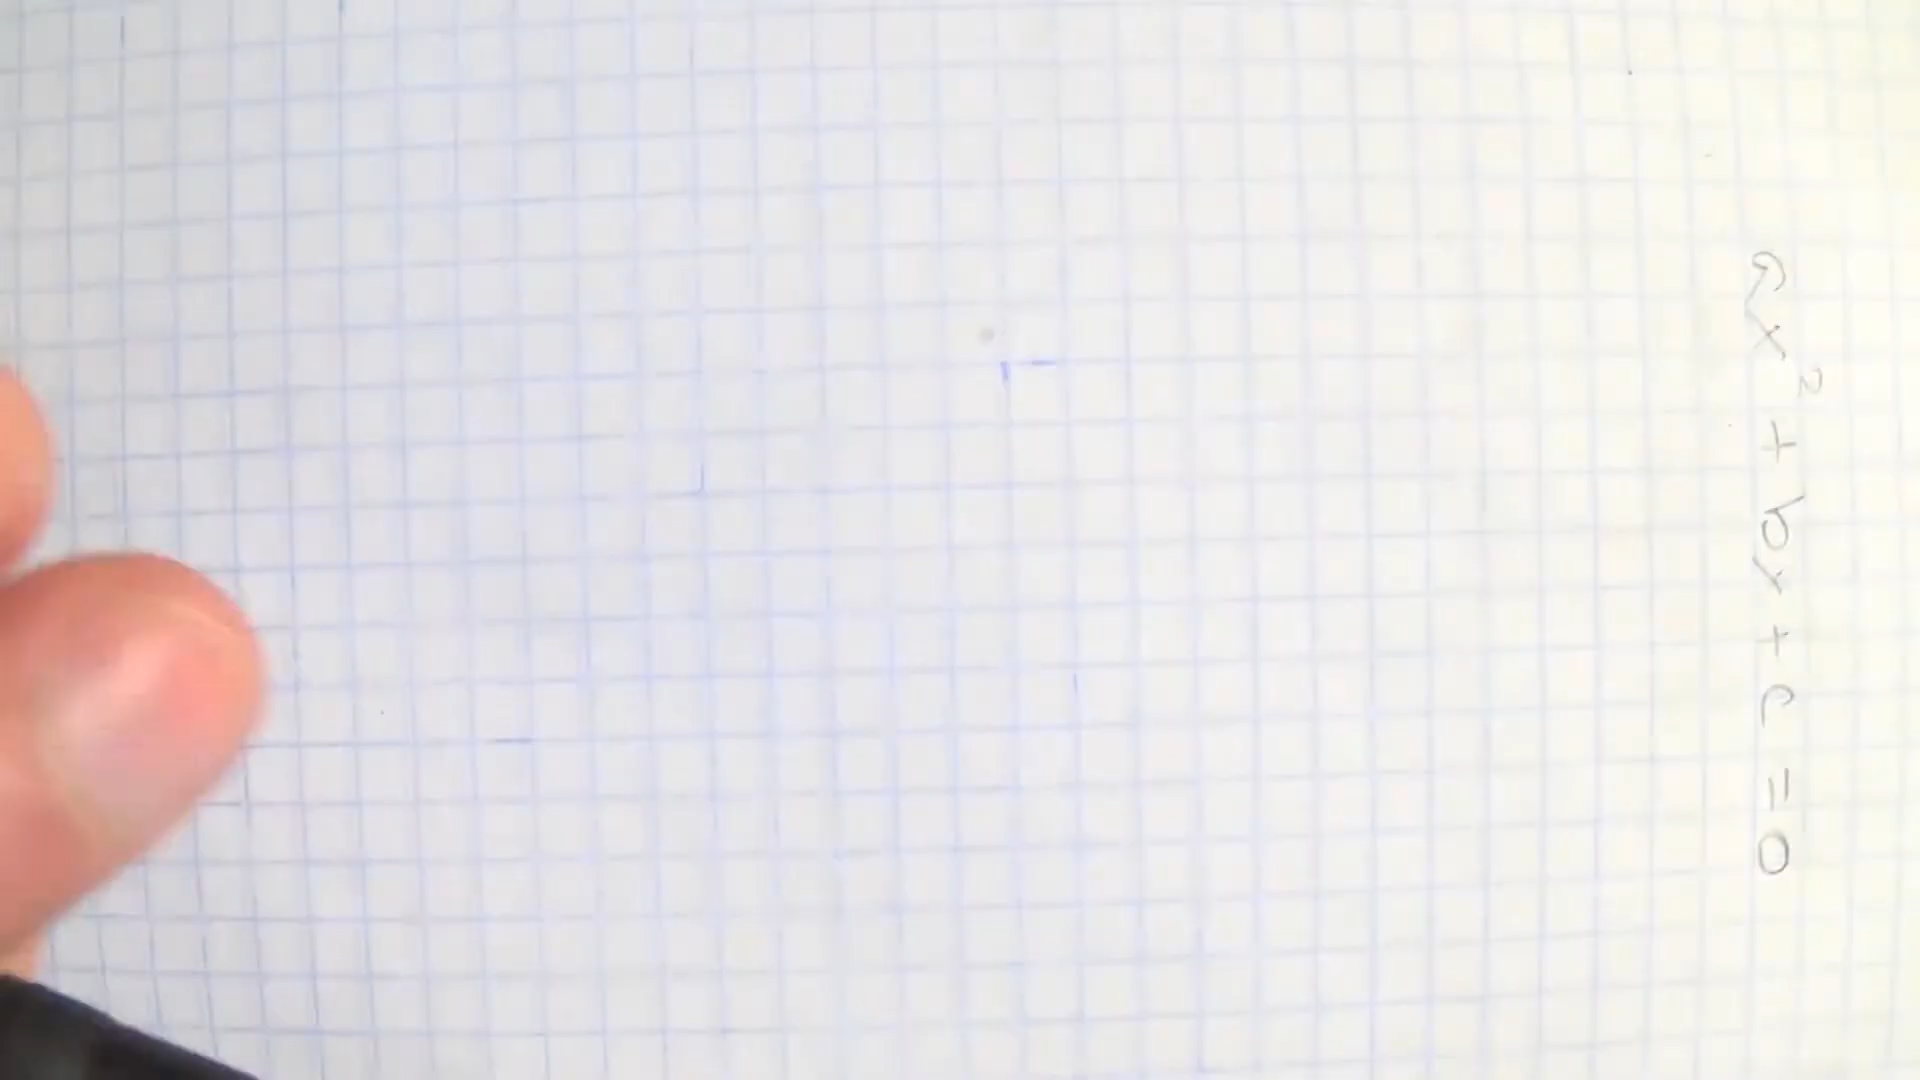 ax² + bx + c = 0